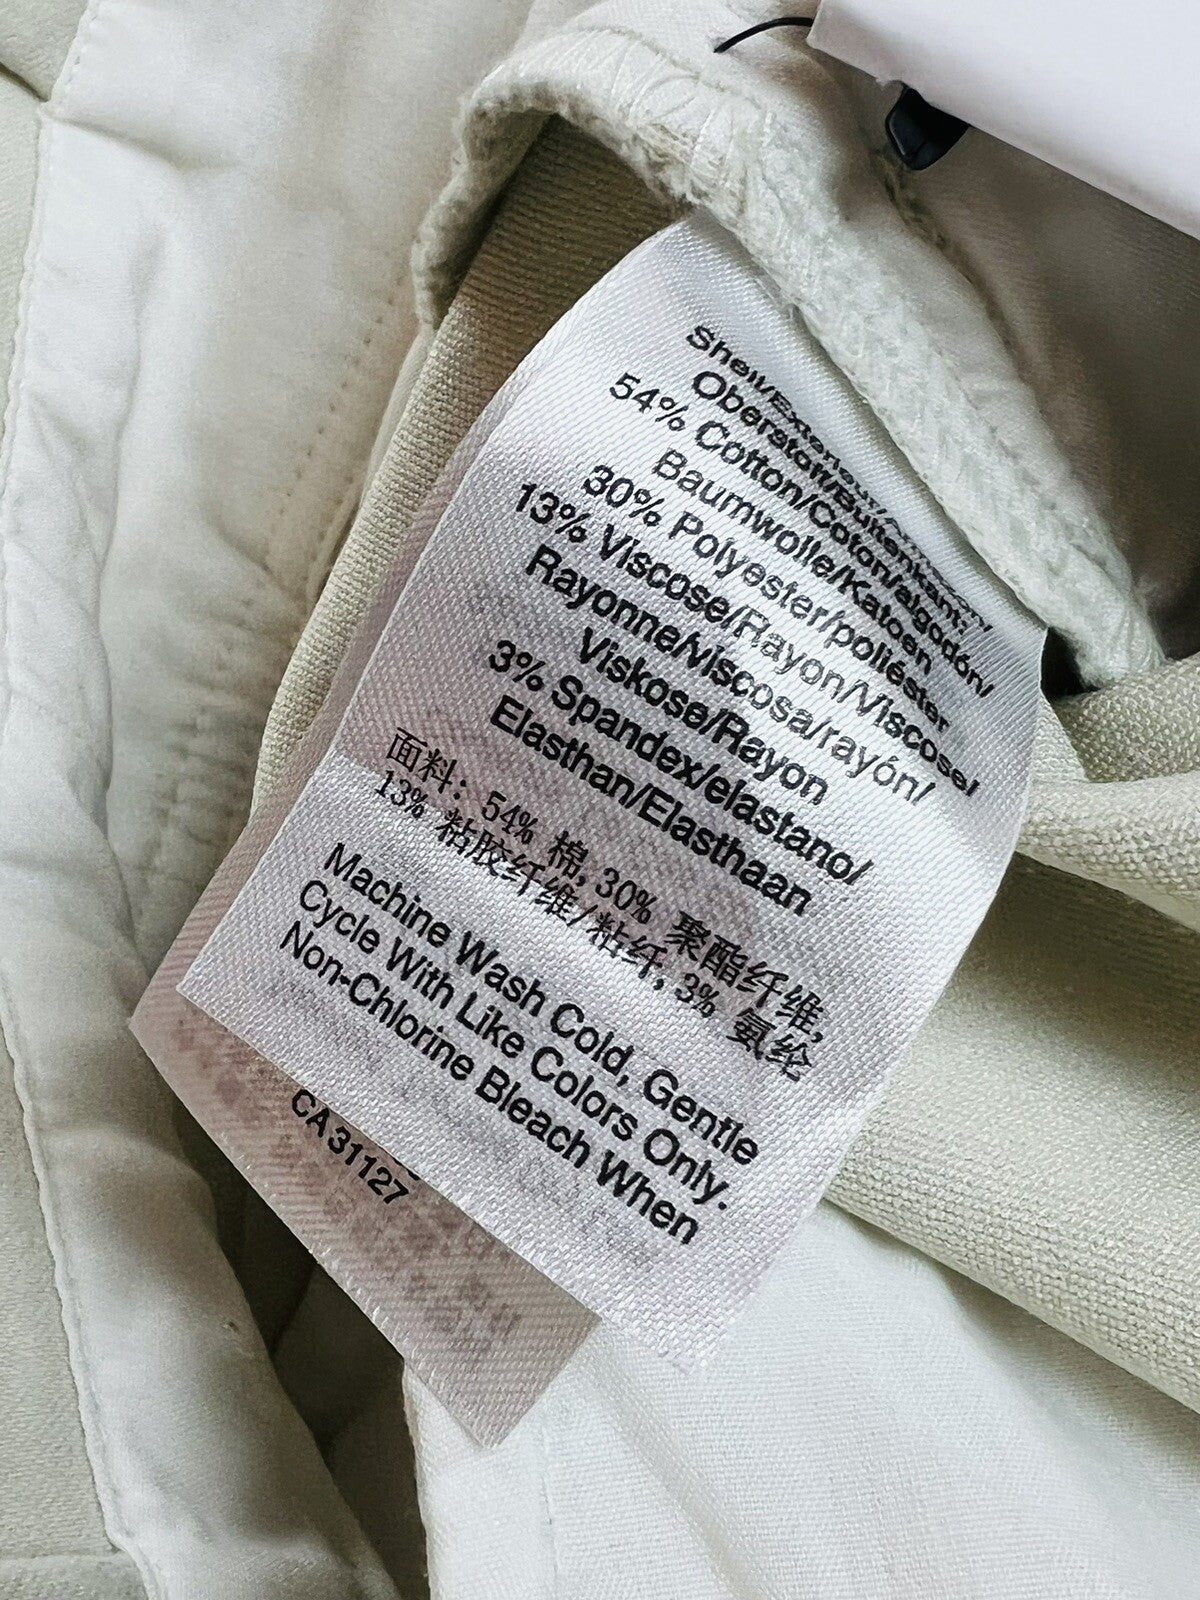 Shell/Exterieur/
Oberstoff/Buitenkant:
54% Cotton/Coton/algodón/
Baumwolle/Katoen
30% Polyester/poliéster
13% Viscose/Rayon/Viscose/
Rayonne/viscosa/rayón/
Viskose/Rayon
3% Spandex/elastano/
Elasthan/Elasthaan
面料: 54% 棉, 30% 聚酯纤维,
13% 粘胶纤维/粘纤, 3% 氨纶
Machine Wash Cold, Gentle
Cycle With Like Colors Only.
Non-Chlorine Bleach When
CA 31127